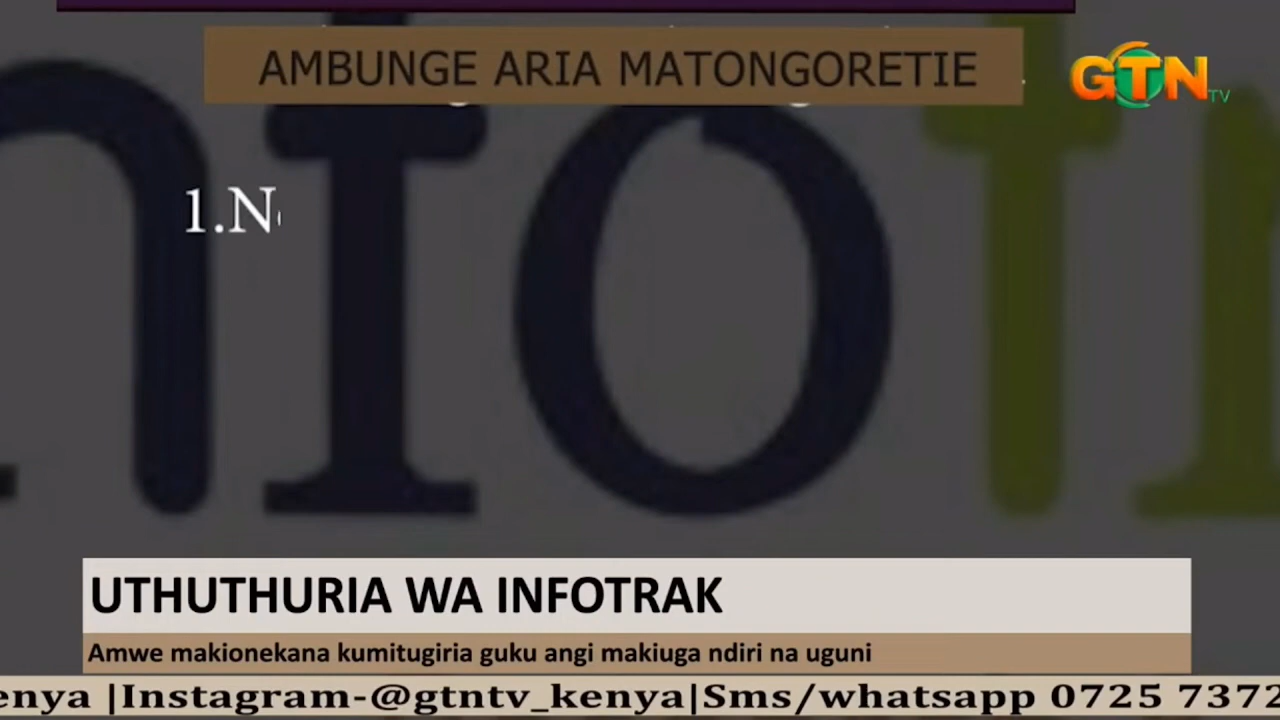 AMBUNGE ARIA MATONGORETIE
GTN TV
1.N
UTHUTHURIA WA INFOTRAK
Amwe makionekana kumitugiria guku angi makiuga ndiri na uguni
enya |Instagram-@gtntv_kenya|Sms/whatsapp 0725 7372